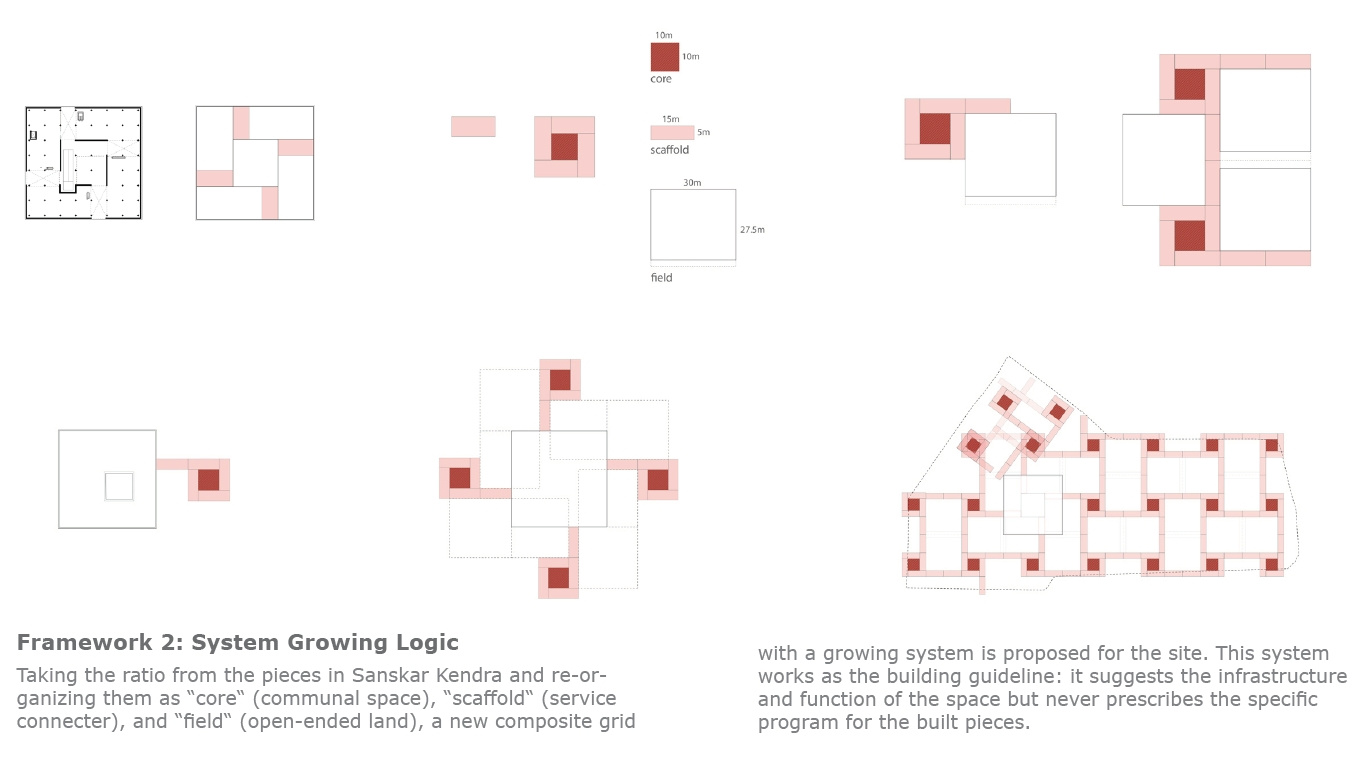 10m
10m
core
15m
5m
scaffold
30m
27.5m
field
Framework 2: System Growing Logic
Taking the ratio from the pieces in Sanskar Kendra and re-or-
ganizing them as “core“ (communal space), “scaffold“ (service
connecter), and “field“ (open-ended land), a new composite grid
with a growing system is proposed for the site. This system
works as the building guideline: it suggests the infrastructure
and function of the space but never prescribes the specific
program for the built pieces.